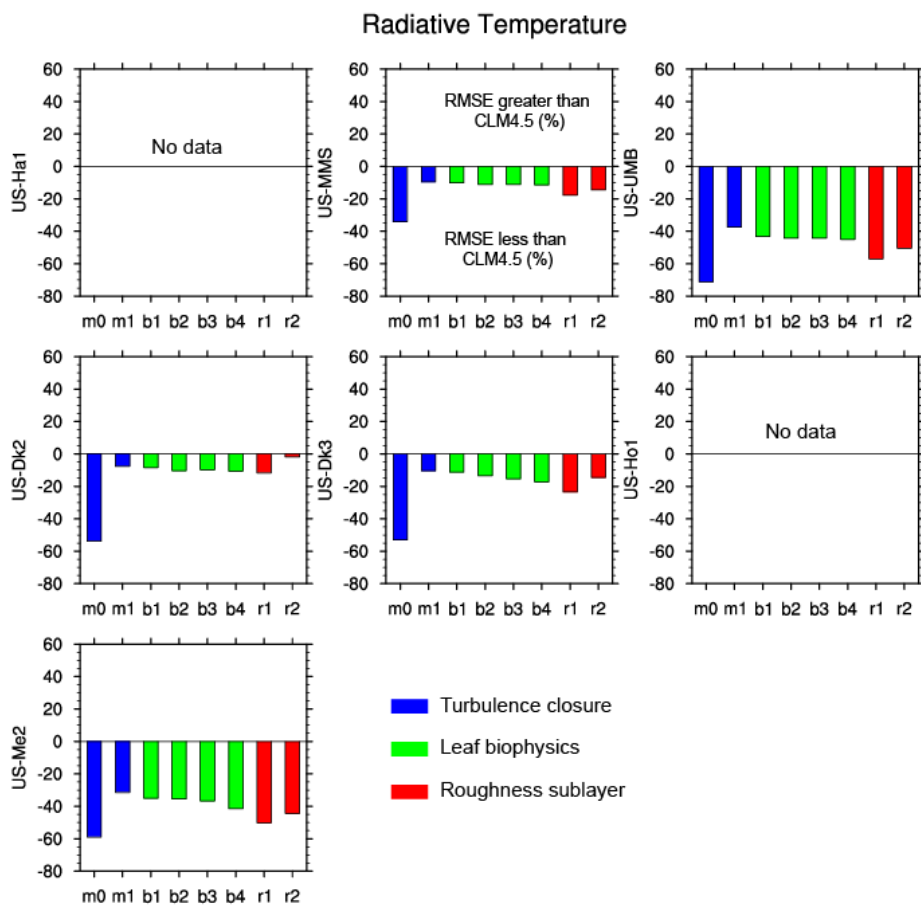 Radiative Temperature
60
40
20
0
-20
-40
-60
-80
US-Ha1
No data
m0 m1 b1 b2 b3 b4 r1 r2
60
40
20
0
-20
-40
-60
-80
US-MMS
RMSE greater than
CLM4.5 (%)
RMSE less than
CLM4.5 (%)
m0 m1 b1 b2 b3 b4 r1 r2
60
40
20
0
-20
-40
-60
-80
US-UMB
m0 m1 b1 b2 b3 b4 r1 r2
60
40
20
0
-20
-40
-60
-80
US-Dk2
m0 m1 b1 b2 b3 b4 r1 r2
60
40
20
0
-20
-40
-60
-80
US-Dk3
m0 m1 b1 b2 b3 b4 r1 r2
60
40
20
0
-20
-40
-60
-80
US-Ho1
No data
m0 m1 b1 b2 b3 b4 r1 r2
60
40
20
0
-20
-40
-60
-80
US-Me2
m0 m1 b1 b2 b3 b4 r1 r2
Turbulence closure
Leaf biophysics
Roughness sublayer